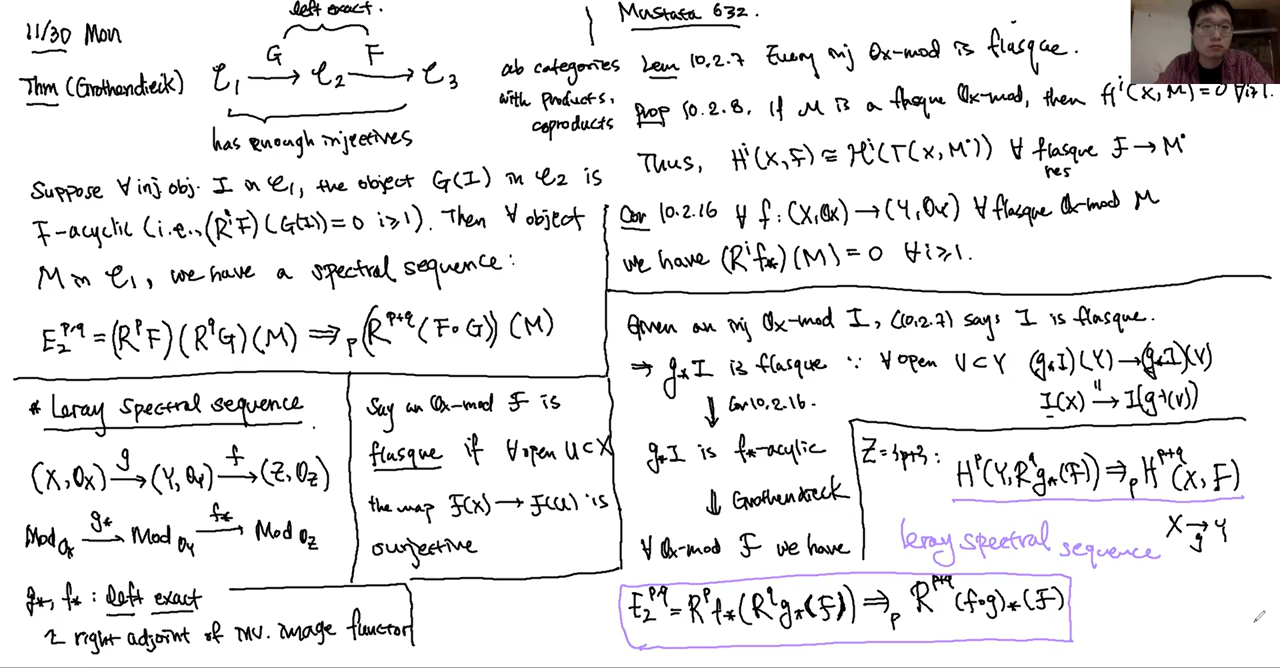 11/30 Mon
left exact.
Thm (Grothendieck) 𝒞₁ —G→ 𝒞₂ —F→ 𝒞₃
has enough injectives
ab categories
with products,
coproducts
Suppose ∀ inj obj. I in 𝒞₁, the object G(I) in 𝒞₂ is
F-acyclic (i.e., (RⁱF)(G(I)) = 0 i≥1). Then ∀ object
M in 𝒞₁, we have a spectral sequence:
E₂^{p,q} = (R^pF)(R^qG)(M) ⇒_p (R^{p+q}(F∘G))(M)
* Leray spectral sequence
(X, O_X) —g→ (Y, O_Y) —f→ (Z, O_Z)
Mod_{O_X} —g_*→ Mod_{O_Y} —f_*→ Mod_{O_Z}
g_*, f_* : left exact
right adjoint of inv. image functor
Say an O_X-mod F is
flasque if ∀ open U ⊂ X
the map F(X) → F(U) is
surjective
Mustata 632.
Lem 10.2.7 Every inj O_X-mod is flasque.
Prop 10.2.8. If M is a flasque O_X-mod, then Hⁱ(X, M) = 0 ∀i≥1.
Thus, Hⁱ(X, F) ≅ ℋⁱ(Γ(X, M^•)) ∀ flasque res F → M^•
Cor 10.2.16 ∀ f : (X, O_X) → (Y, O_Y) ∀ flasque O_X-mod M
we have (Rⁱf_*)(M) = 0 ∀i≥1.
Given an inj O_X-mod I, (10.2.7) says I is flasque.
⇒ g_*I is flasque ∵ ∀ open V ⊂ Y (g_*I)(Y) → (g_*I)(V)
I(X) → I(g⁻¹(V))
⇓ Cor 10.2.16.
g_*I is f_*-acylic
⇓ Grothendieck
∀ O_X-mod F we have
E₂^{p,q} = R^pf_*(R^qg_*(F)) ⇒_p R^{p+q}(f∘g)_*(F)
Z = {pt} :
H^p(Y, R^qg_*(F)) ⇒_p H^{p+q}(X, F)
Leray spectral sequence
X —g→ Y